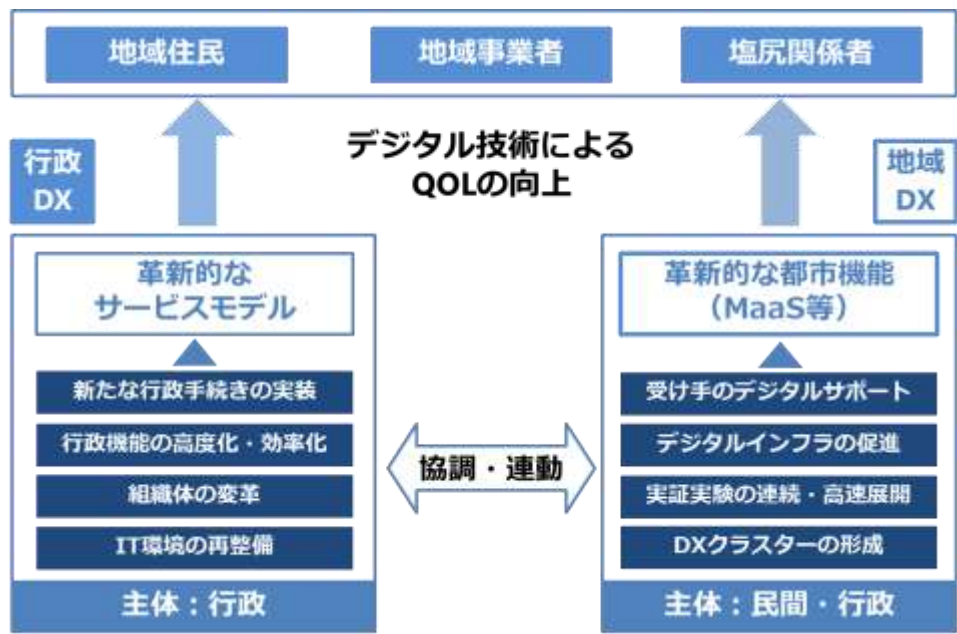 地域住民
地域事業者
塩尻関係者
行政
DX
デジタル技術による
QOLの向上
地域
DX
革新的な
サービスモデル
新たな行政手続きの実装
行政機能の高度化・効率化
組織体の変革
IT環境の再整備
主体：行政
協調・連動
革新的な都市機能
（MaaS等）
受け手のデジタルサポート
デジタルインフラの促進
実証実験の連続・高速展開
DXクラスターの形成
主体：民間・行政